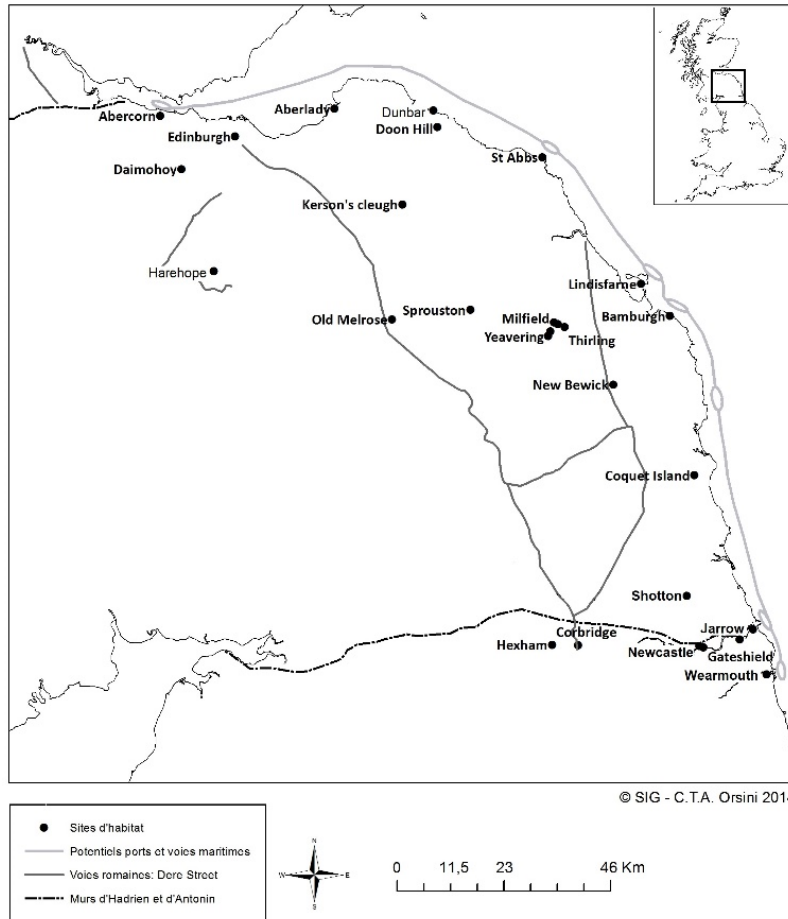 Abercorn
Aberlady
Dunbar
Doon Hill
Edinburgh
St Abbs
Daimohoy
Kerson's cleugh
Harehope
Lindisfarne
Old Melrose
Sprouston
Milfield
Bamburgh
Yeavering
Thirling
New Bewick
Coquet Island
Shotton
Jarrow
Corbridge
Hexham
Newcastle
Gateshield
Wearmouth
© SIG - C.T.A. Orsini 2014
Sites d'habitat
Potentiels ports et voies maritimes
Voies romaines: Dere Street
Murs d'Hadrien et d'Antonin
N
W
E
S
0 11,5 23 46 Km